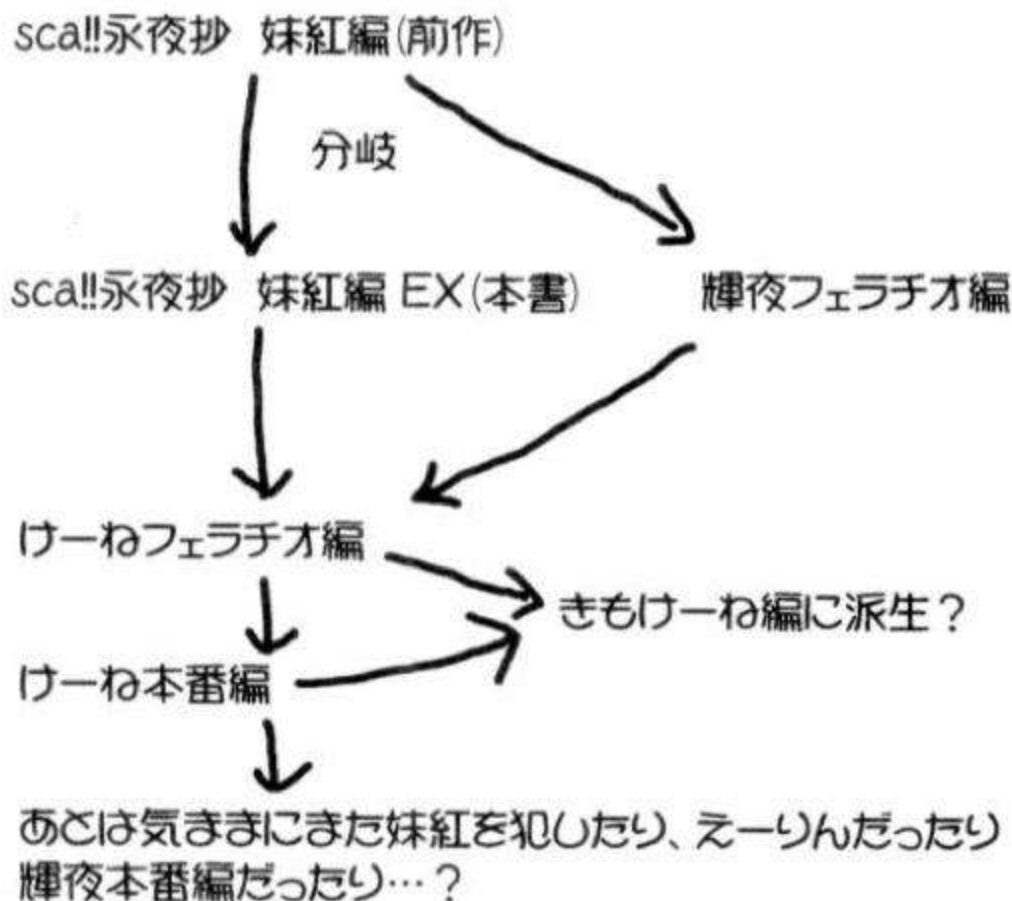 sca!!永夜抄 妹紅編(前作)
分岐
sca!!永夜抄 妹紅編 EX(本書)
輝夜フェラチオ編
けーねフェラチオ編
きもけーね編に派生？
けーね本番編
あとは気ままにまた妹紅を犯したり、えーりんだったり
輝夜本番編だったり…？